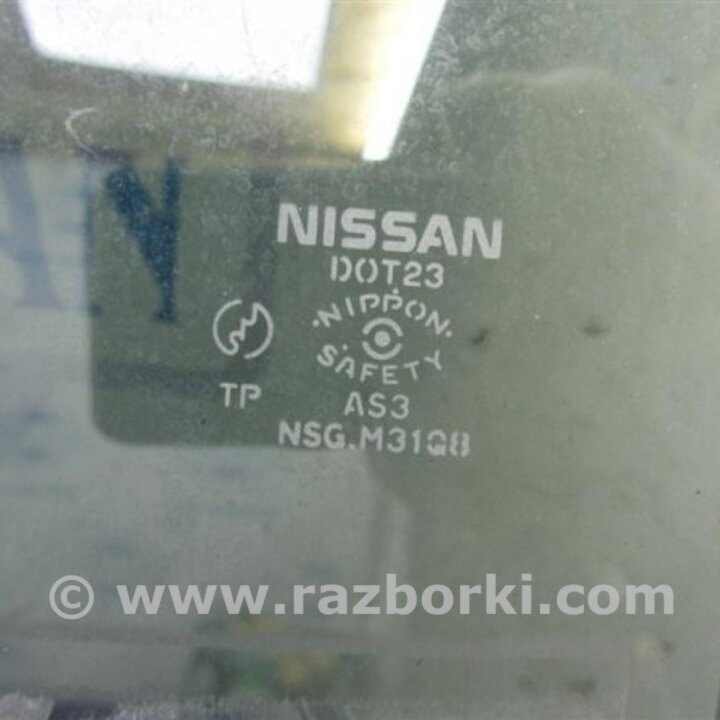 NISSAN
DOT23
·NIPPON·
·SAFETY
TP
AS3
NSG.M31Q8
© www.razborki.com